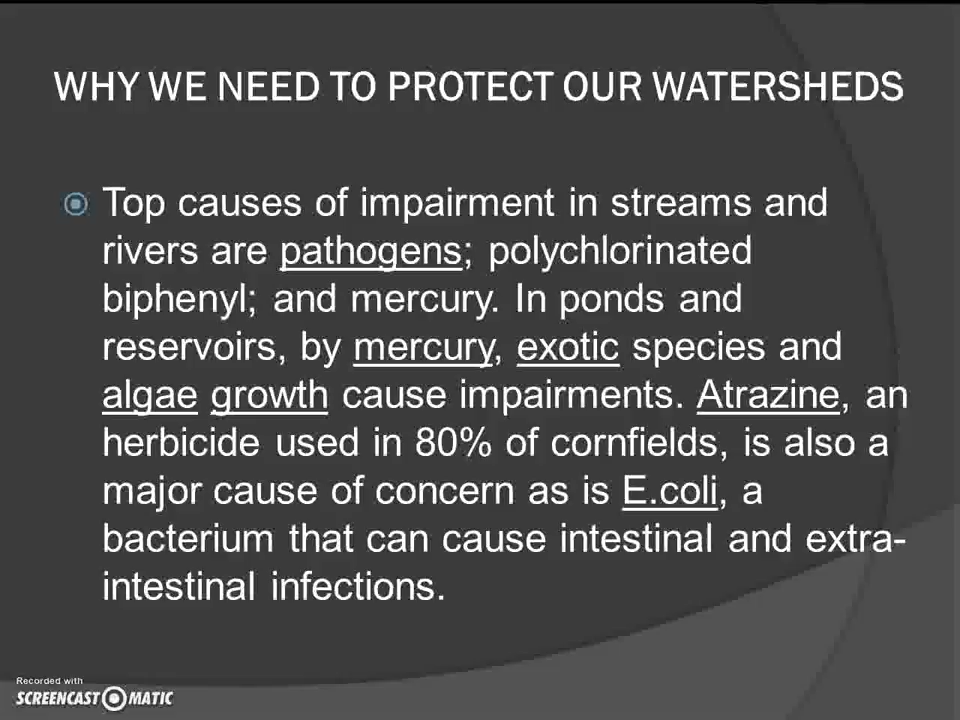 WHY WE NEED TO PROTECT OUR WATERSHEDS
Top causes of impairment in streams and
rivers are pathogens; polychlorinated
biphenyl; and mercury. In ponds and
reservoirs, by mercury, exotic species and
algae growth cause impairments. Atrazine, an
herbicide used in 80% of cornfields, is also a
major cause of concern as is E.coli, a
bacterium that can cause intestinal and extra-
intestinal infections.
Recorded with
SCREENCAST MATIC